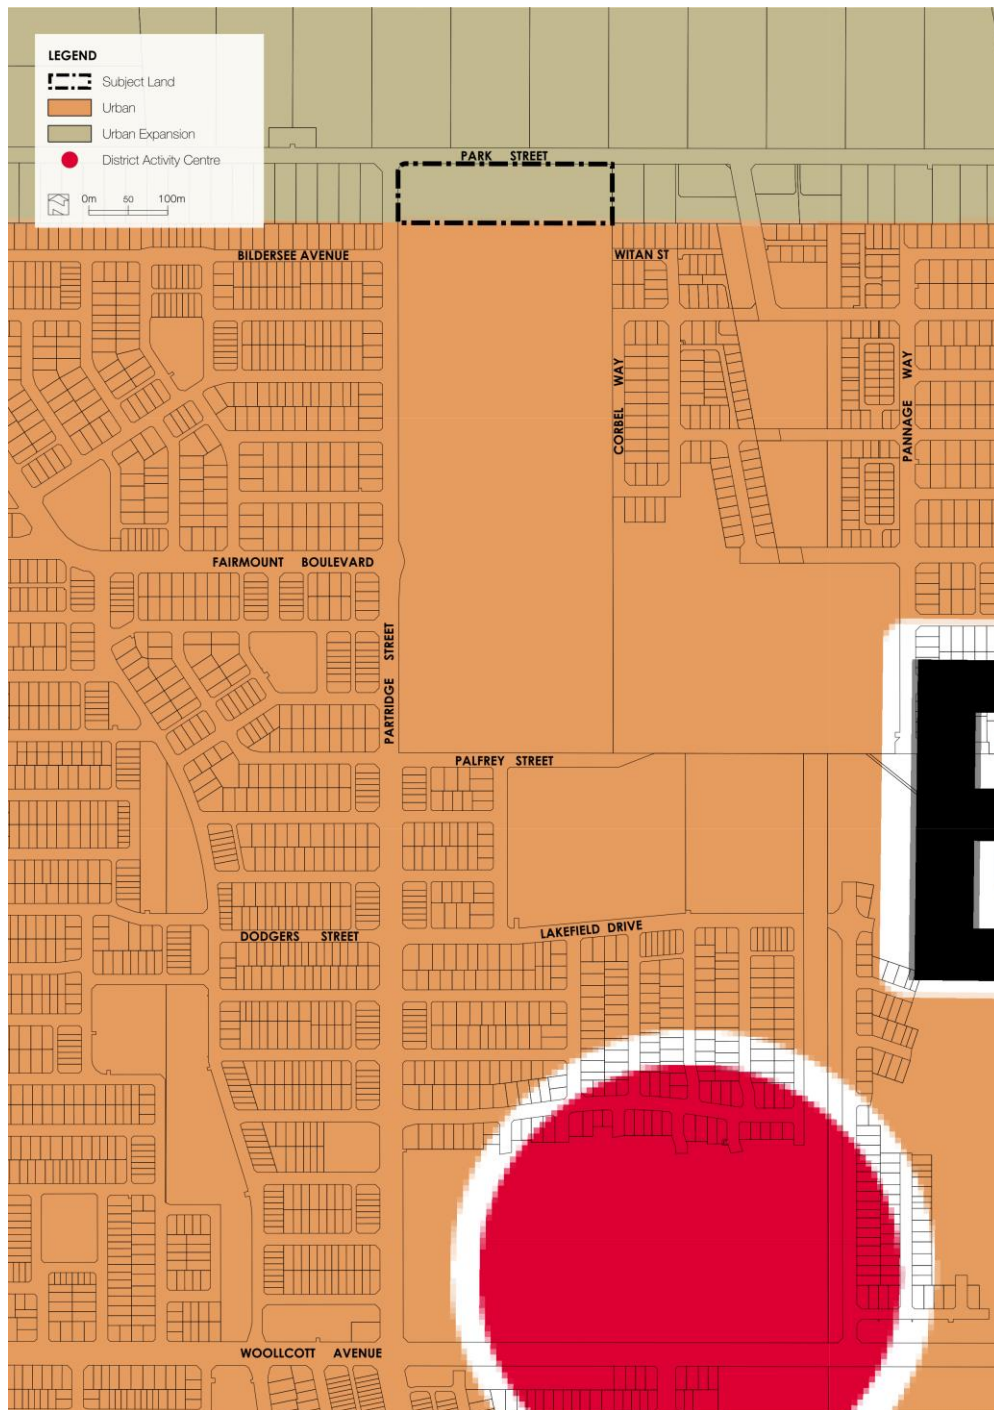 LEGEND
Subject Land
Urban
Urban Expansion
District Activity Centre
0m 50 100m
PARK STREET
BILDERSEE AVENUE
WITAN ST
CORBEL WAY
PANNAGE WAY
FAIRMOUNT BOULEVARD
PARTRIDGE STREET
PALFREY STREET
LAKEFIELD DRIVE
DODGERS STREET
WOOLLCOTT AVENUE